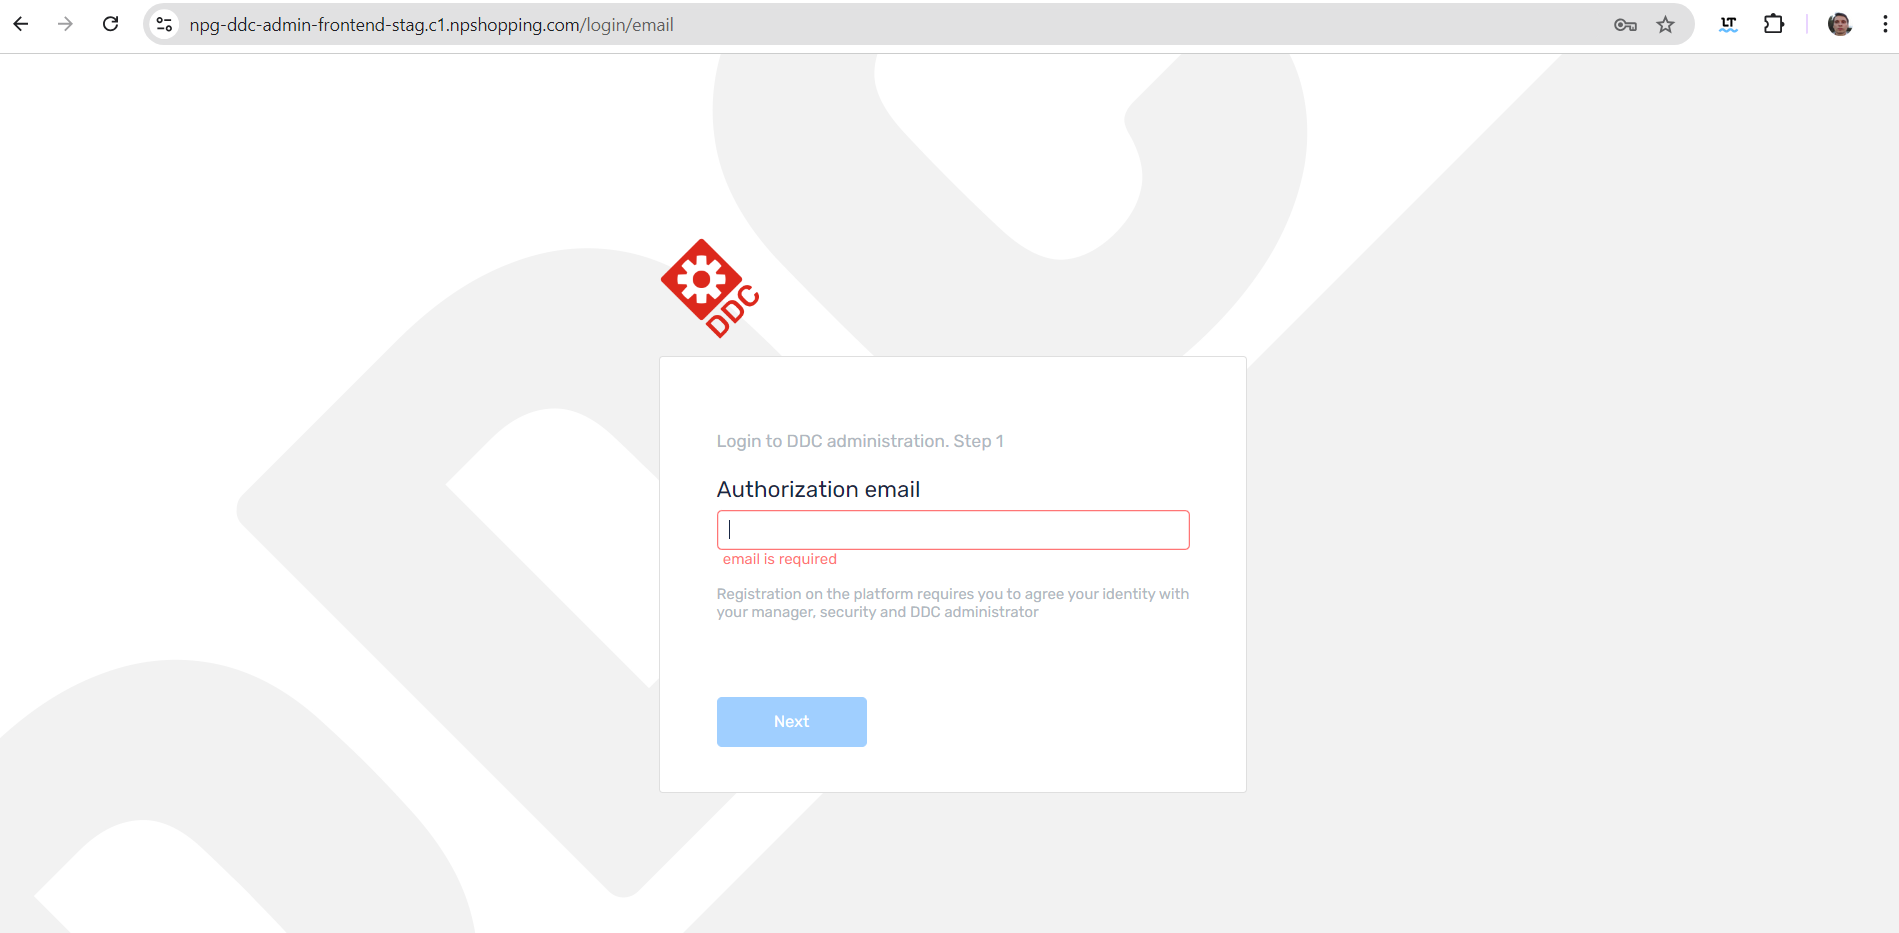 npg-ddc-admin-frontend-stag.c1.npshopping.com/login/email
LT
DDC
Login to DDC administration. Step 1
Authorization email
email is required
Registration on the platform requires you to agree your identity with
your manager, security and DDC administrator
Next